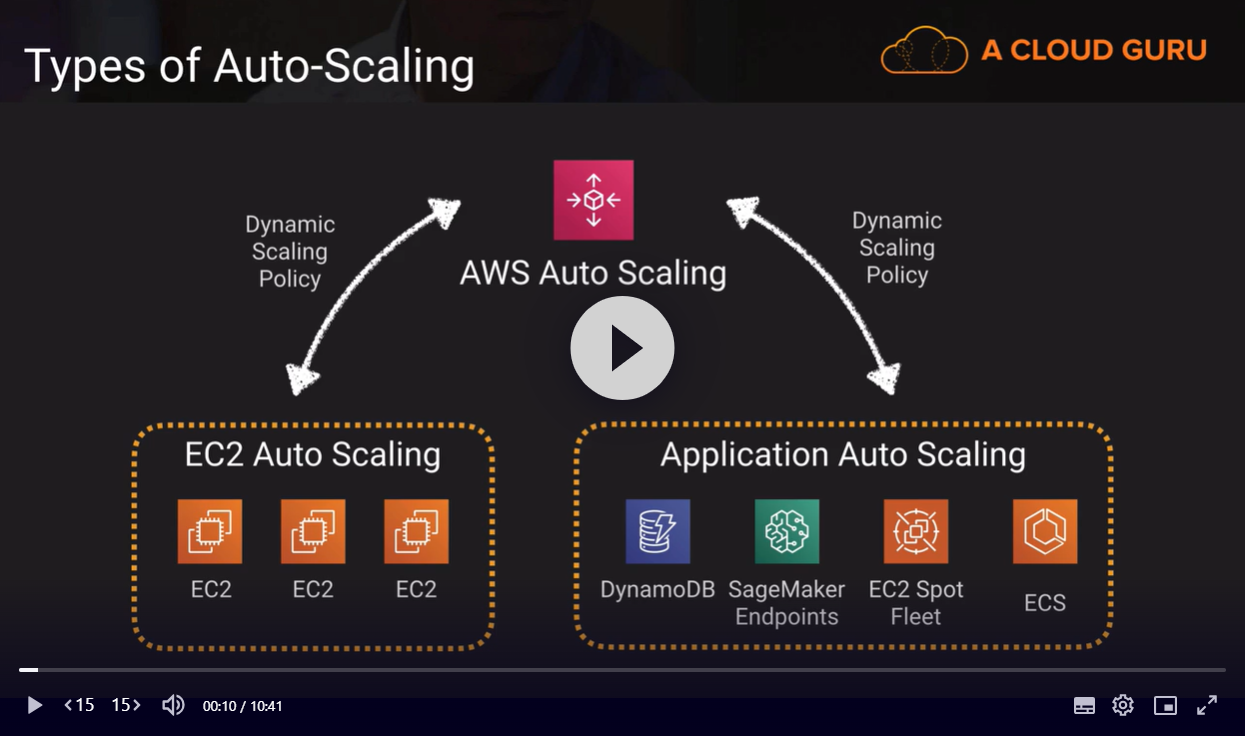 Types of Auto-Scaling
A CLOUD GURU
Dynamic
Scaling
Policy
AWS Auto Scaling
Dynamic
Scaling
Policy
EC2 Auto Scaling
EC2
EC2
EC2
Application Auto Scaling
DynamoDB
SageMaker
Endpoints
EC2 Spot
Fleet
ECS
15
15
00:10 / 10:41